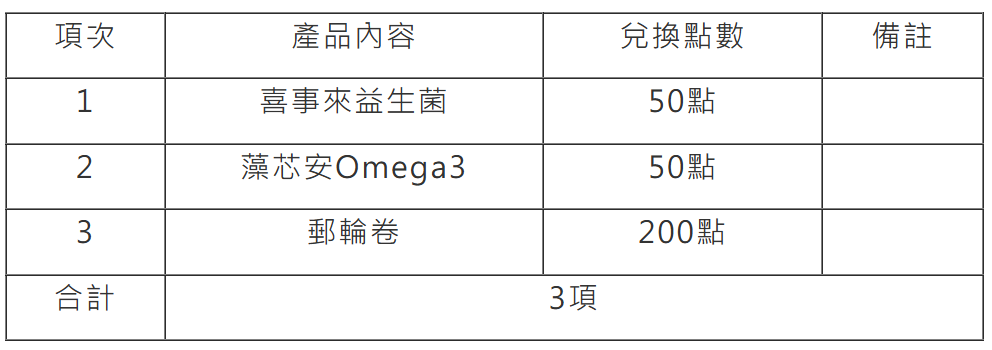 項次 產品內容 兌換點數 備註
1 喜事來益生菌 50點
2 藻芯安Omega3 50點
3 郵輪卷 200點
合計 3項